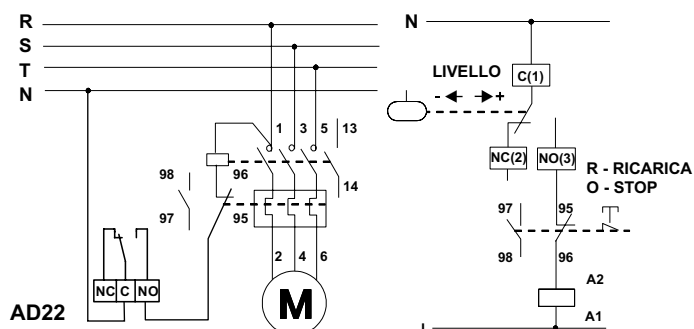 R
S
T
N
1 3 5 13
98 96 14
97 95
2 4 6
NC C NO
M
AD22
N
LIVELLO
C(1)
- +
NC(2) NO(3)
R - RICARICA
O - STOP
97 95
98 96
A2
A1